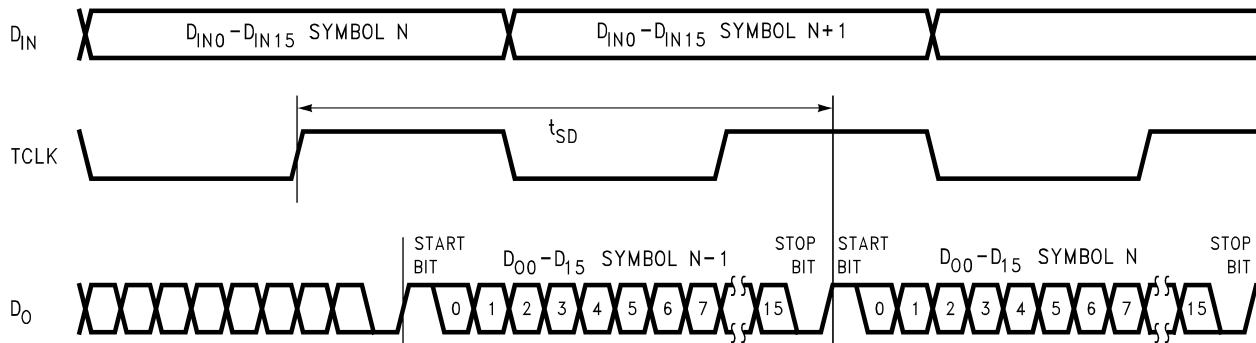 D_IN D_IN0-D_IN15 SYMBOL N D_IN0-D_IN15 SYMBOL N+1
t_SD
TCLK
START BIT D_O0-D_15 SYMBOL N-1 STOP BIT START BIT D_O0-D_15 SYMBOL N STOP BIT
D_O 0 1 2 3 4 5 6 7 15 0 1 2 3 4 5 6 7 15